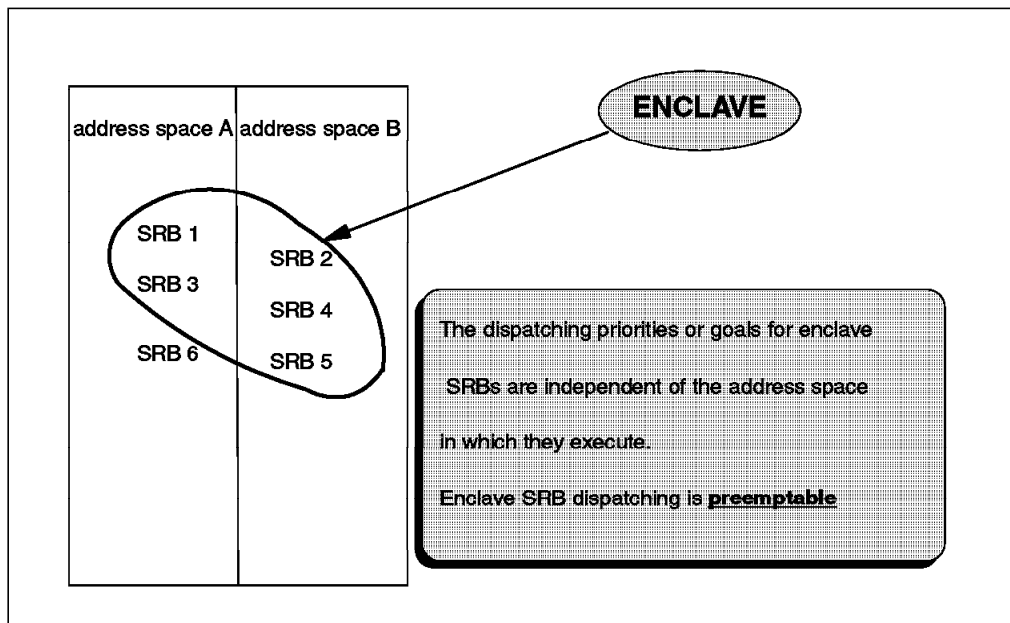 ENCLAVE
address space A
address space B
SRB 1
SRB 3
SRB 6
SRB 2
SRB 4
SRB 5
The dispatching priorities or goals for enclave
SRBs are independent of the address space
in which they execute.
Enclave SRB dispatching is preemptable